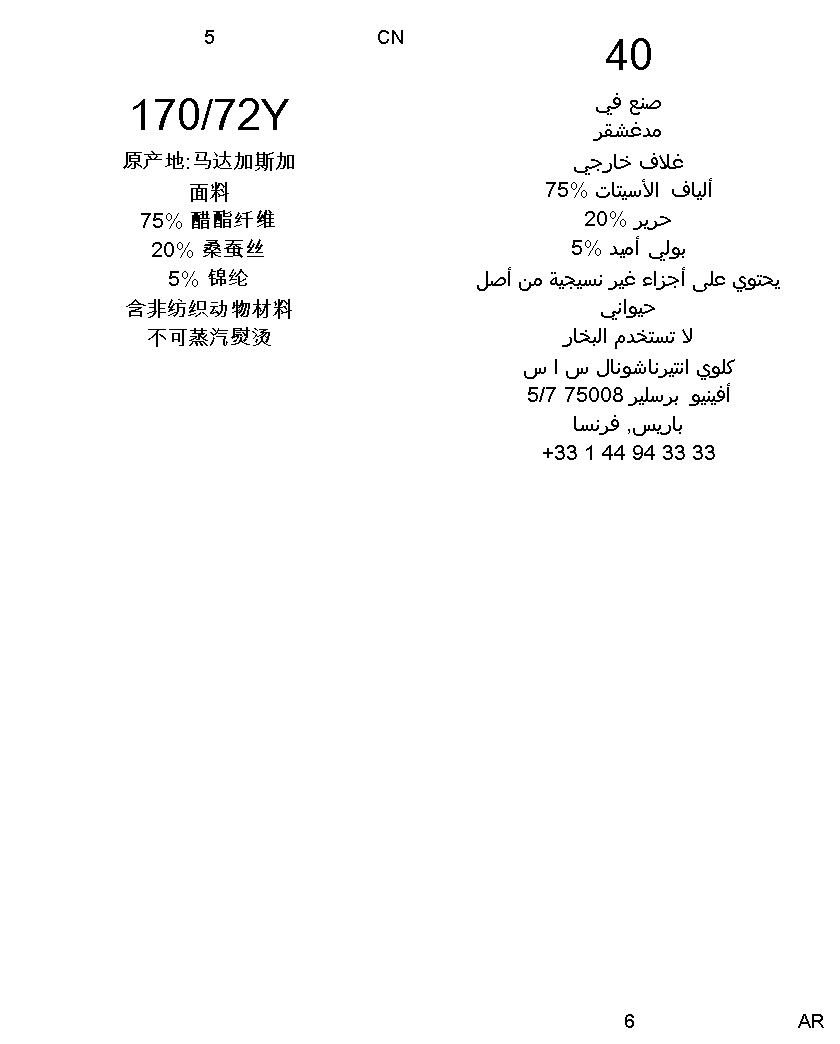 5 CN
170/72Y
原产地:马达加斯加
面料
75% 醋酯纤维
20% 桑蚕丝
5% 锦纶
含非纺织动物材料
不可蒸汽熨烫
40
صنع في
مدغشقر
غلاف خارجي
ألياف الأسيتات %75
حرير %20
بولي أميد %5
يحتوي على أجزاء غير نسيجية من أصل
حيواني
لا تستخدم البخار
كلوي انتيرناشونال س ا س
أفينيو برسلير 75008 5/7
باريس, فرنسا
+33 1 44 94 33 33
6 AR